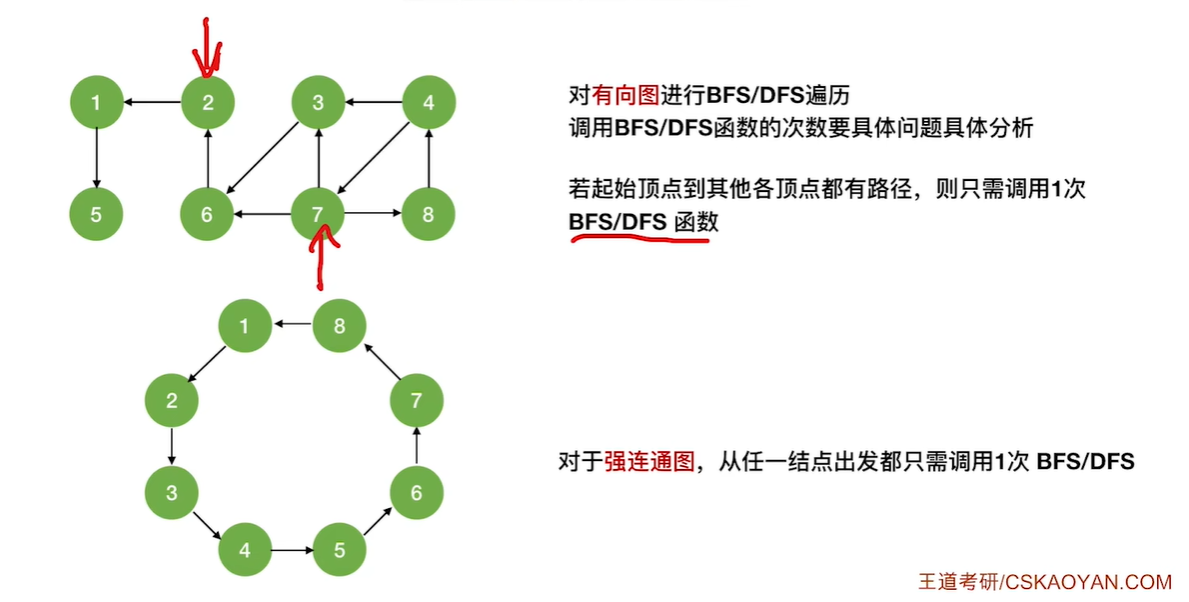 1
2
3
4
5
6
7
8
对有向图进行BFS/DFS遍历
调用BFS/DFS函数的次数要具体问题具体分析
若起始顶点到其他各顶点都有路径，则只需调用1次
BFS/DFS 函数
1
8
2
7
3
6
4
5
对于强连通图，从任一结点出发都只需调用1次 BFS/DFS
王道考研/CSKAOYAN.COM